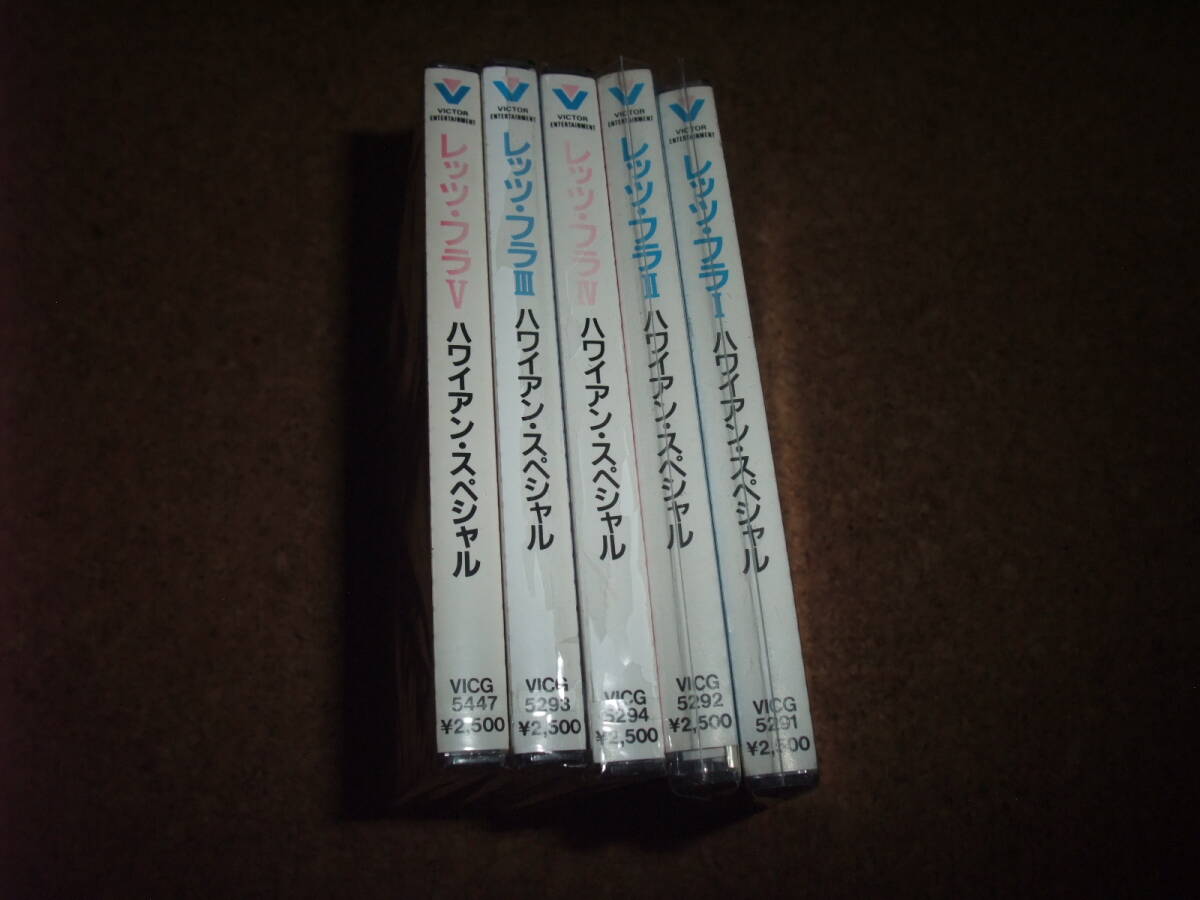 VICTOR
ENTERTAINMENT
レッツ・フラV
ハワイアン・スペシャル
VICG
5447
¥2,500
VICTOR
ENTERTAINMENT
レッツ・フラIII
ハワイアン・スペシャル
VICG
5293
¥2,500
VICTOR
ENTERTAINMENT
レッツ・フラIV
ハワイアン・スペシャル
VICG
5294
¥2,500
VICTOR
ENTERTAINMENT
レッツ・フラII
ハワイアン・スペシャル
VICG
5292
¥2,500
VICTOR
ENTERTAINMENT
レッツ・フラI
ハワイアン・スペシャル
VICG
5291
¥2,500